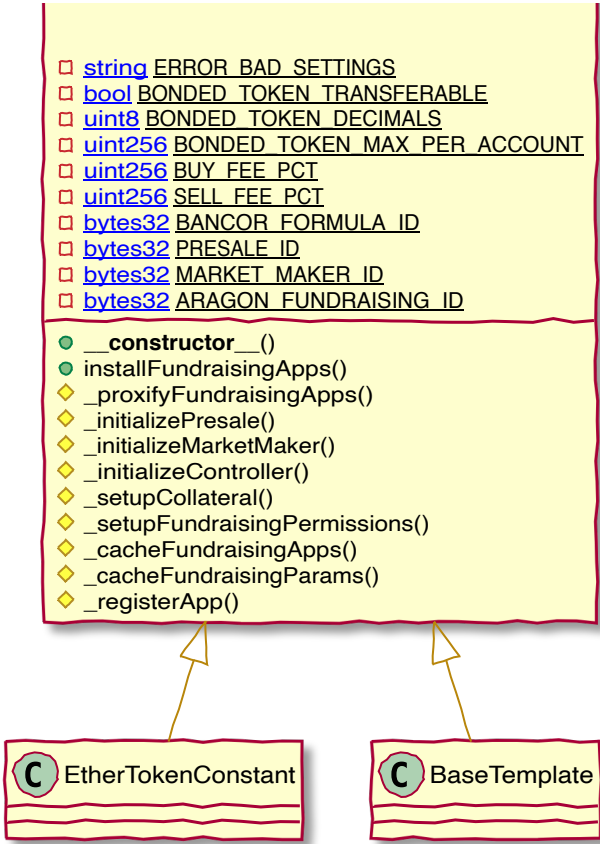 string ERROR_BAD_SETTINGS
bool BONDED_TOKEN_TRANSFERABLE
uint8 BONDED_TOKEN_DECIMALS
uint256 BONDED_TOKEN_MAX_PER_ACCOUNT
uint256 BUY_FEE_PCT
uint256 SELL_FEE_PCT
bytes32 BANCOR_FORMULA_ID
bytes32 PRESALE_ID
bytes32 MARKET_MAKER_ID
bytes32 ARAGON_FUNDRAISING_ID
__constructor__()
installFundraisingApps()
_proxifyFundraisingApps()
_initializePresale()
_initializeMarketMaker()
_initializeController()
_setupCollateral()
_setupFundraisingPermissions()
_cacheFundraisingApps()
_cacheFundraisingParams()
_registerApp()
C EtherTokenConstant
C BaseTemplate